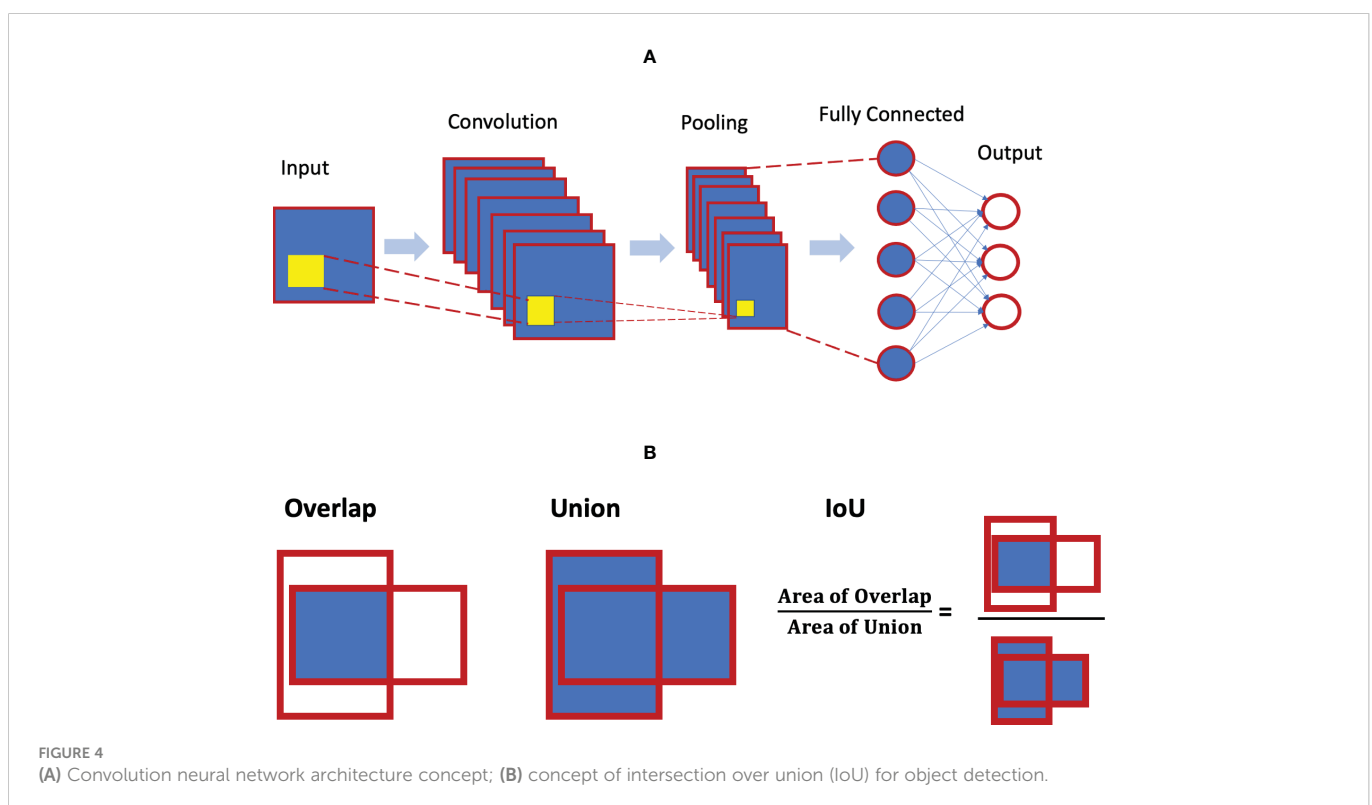 A
Input
Convolution
Pooling
Fully Connected
Output
B
Overlap
Union
IoU
Area of Overlap
Area of Union
=
FIGURE 4
(A) Convolution neural network architecture concept; (B) concept of intersection over union (IoU) for object detection.